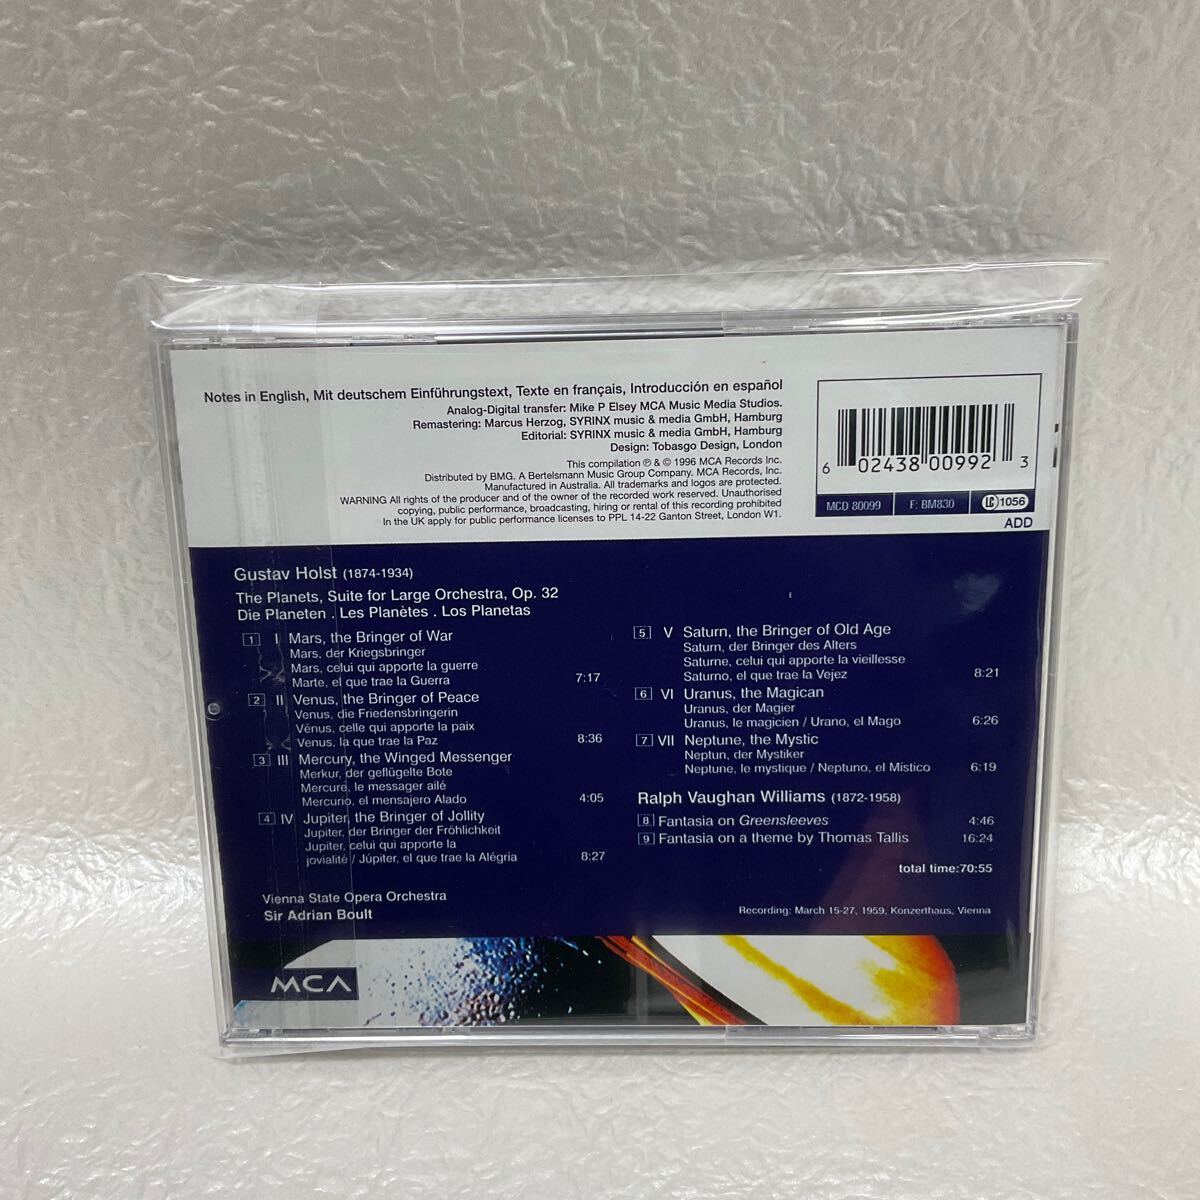 Notes in English, Mit deutschem Einführungstext, Texte en français, Introducción en español
Analog-Digital transfer: Mike P Elsey MCA Music Media Studios.
Remastering: Marcus Herzog, SYRINX music & media GmbH, Hamburg
Editorial: SYRINX music & media GmbH, Hamburg
Design: Tobasgo Design, London
This compilation ℗ & © 1996 MCA Records Inc.
Distributed by BMG. A Bertelsmann Music Group Company. MCA Records, Inc.
Manufactured in Australia. All trademarks and logos are protected.
WARNING All rights of the producer and of the owner of the recorded work reserved. Unauthorised
copying, public performance, broadcasting, hiring or rental of this recording prohibited
In the UK apply for public performance licenses to PPL 14-22 Ganton Street, London W1.
6 02438 00992 3
MCD 80099 F: BM830 LC 1056
ADD
Gustav Holst (1874-1934)
The Planets, Suite for Large Orchestra, Op. 32
Die Planeten . Les Planètes . Los Planetas
1 I Mars, the Bringer of War
Mars, der Kriegsbringer
Mars, celui qui apporte la guerre
Marte, el que trae la Guerra 7:17
2 II Venus, the Bringer of Peace
Venus, die Friedensbringerin
Vénus, celle qui apporte la paix
Venus, la que trae la Paz 8:36
3 III Mercury, the Winged Messenger
Merkur, der geflügelte Bote
Mercure, le messager ailé
Mercurio, el mensajero Alado 4:05
4 IV Jupiter, the Bringer of Jollity
Jupiter, der Bringer der Fröhlichkeit
Jupiter, celui qui apporte la
jovialité / Júpiter, el que trae la Alégria 8:27
5 V Saturn, the Bringer of Old Age
Saturn, der Bringer des Alters
Saturne, celui qui apporte la vieillesse
Saturno, el que trae la Vejez 8:21
6 VI Uranus, the Magican
Uranus, der Magier
Uranus, le magicien / Urano, el Mago 6:26
7 VII Neptune, the Mystic
Neptun, der Mystiker
Neptune, le mystique / Neptuno, el Místico 6:19
Ralph Vaughan Williams (1872-1958)
8 Fantasia on Greensleeves 4:46
9 Fantasia on a theme by Thomas Tallis 16:24
total time:70:55
Vienna State Opera Orchestra
Sir Adrian Boult
Recording: March 15-27, 1959, Konzerthaus, Vienna
MCA